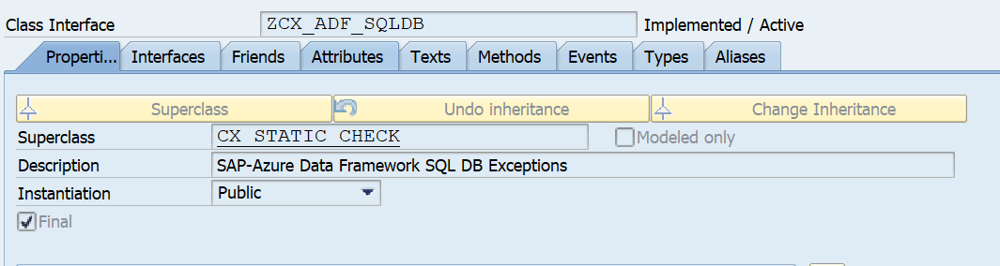 Class Interface ZCX_ADF_SQLDB Implemented / Active
Properti... Interfaces Friends Attributes Texts Methods Events Types Aliases
Superclass Undo inheritance Change Inheritance
Superclass CX_STATIC_CHECK Modeled only
Description SAP-Azure Data Framework SQL DB Exceptions
Instantiation Public
Final